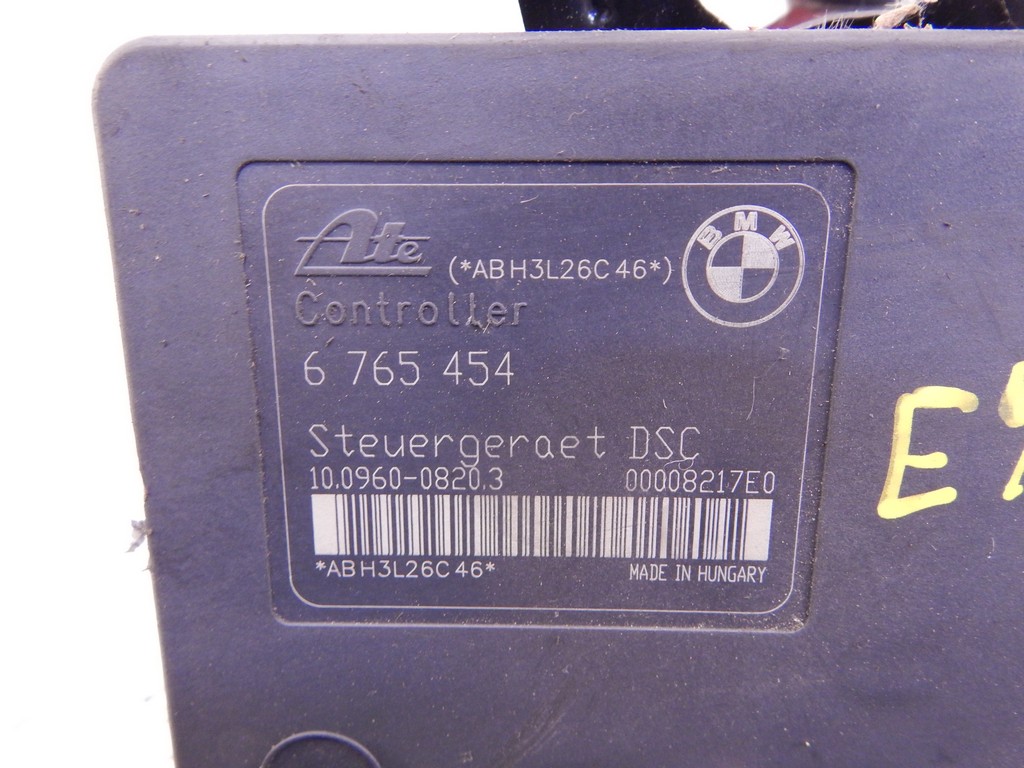 Ate
(*ABH3L26C46*)
BMW
Controller
6 765 454
Steuergeraet DSC
10.0960-0820.3 00008217E0
*ABH3L26C46* MADE IN HUNGARY